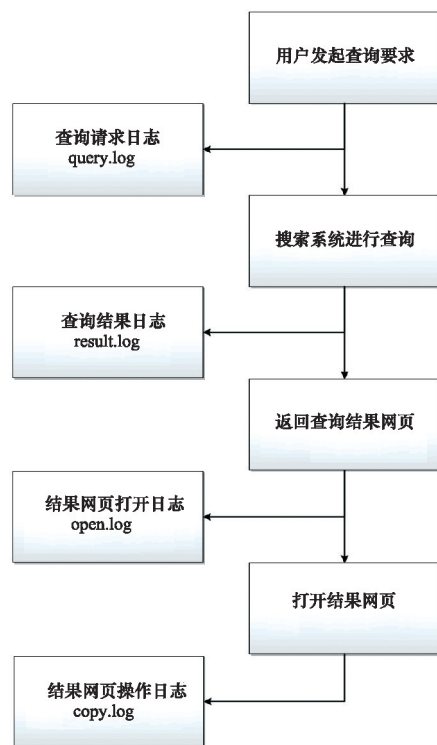 用户发起查询要求
查询请求日志
query.log
搜索系统进行查询
查询结果日志
result.log
返回查询结果网页
结果网页打开日志
open.log
打开结果网页
结果网页操作日志
copy.log